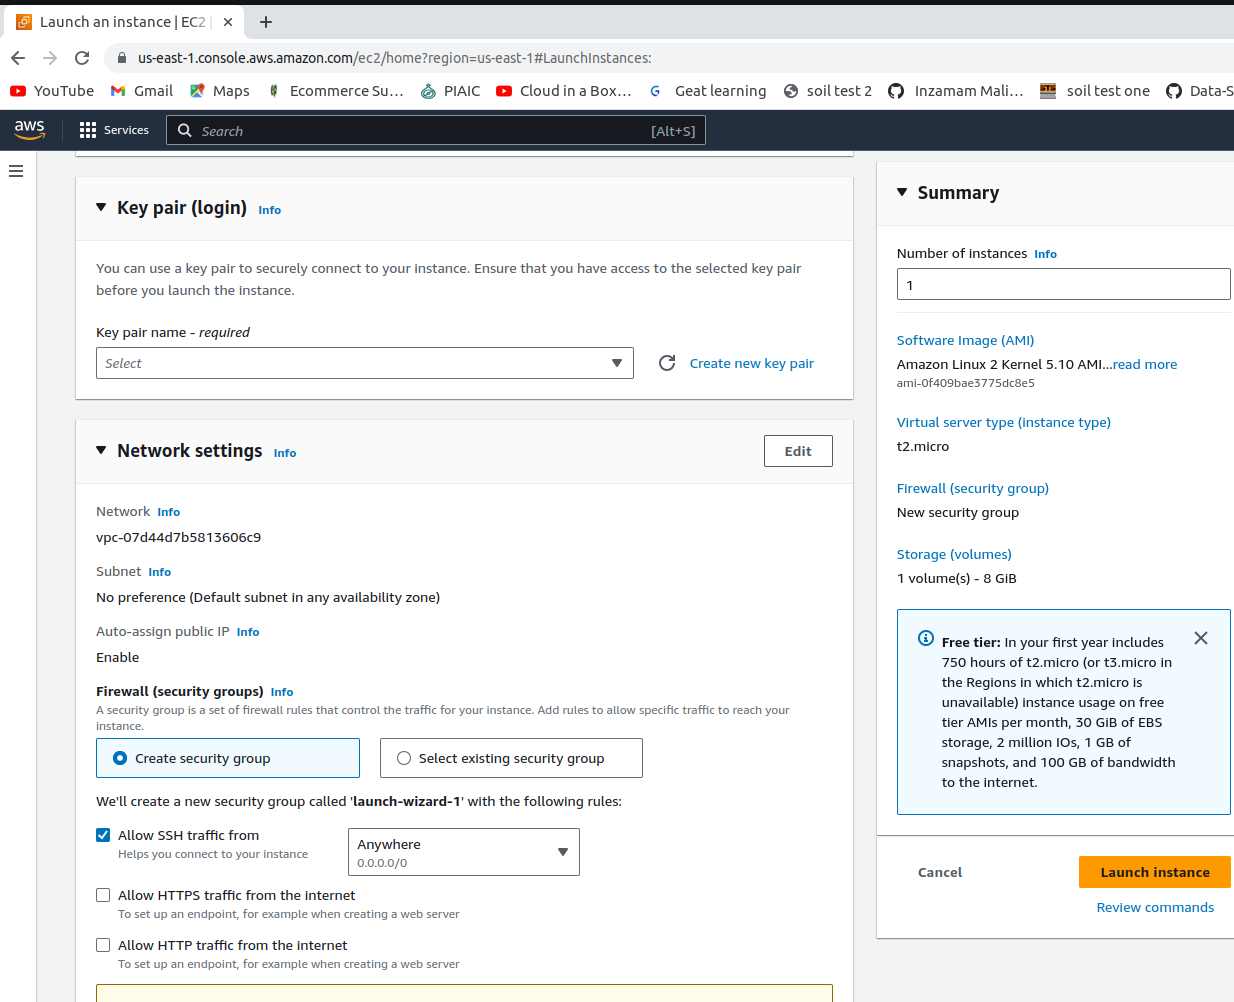 Launch an instance | EC2
us-east-1.console.aws.amazon.com/ec2/home?region=us-east-1#LaunchInstances:
YouTube Gmail Maps Ecommerce Su... PIAIC Cloud in a Box... Geat learning soil test 2 Inzamam Mali... soil test one Data-S
aws Services Search [Alt+S]
Key pair (login) Info
You can use a key pair to securely connect to your instance. Ensure that you have access to the selected key pair
before you launch the instance.
Key pair name - required
Select
Create new key pair
Network settings Info
Edit
Network Info
vpc-07d44d7b5813606c9
Subnet Info
No preference (Default subnet in any availability zone)
Auto-assign public IP Info
Enable
Firewall (security groups) Info
A security group is a set of firewall rules that control the traffic for your instance. Add rules to allow specific traffic to reach your
instance.
Create security group
Select existing security group
We'll create a new security group called 'launch-wizard-1' with the following rules:
Allow SSH traffic from
Helps you connect to your instance
Anywhere
0.0.0.0/0
Allow HTTPS traffic from the internet
To set up an endpoint, for example when creating a web server
Allow HTTP traffic from the internet
To set up an endpoint, for example when creating a web server
Summary
Number of instances Info
1
Software Image (AMI)
Amazon Linux 2 Kernel 5.10 AMI...read more
ami-0f409bae3775dc8e5
Virtual server type (instance type)
t2.micro
Firewall (security group)
New security group
Storage (volumes)
1 volume(s) - 8 GiB
Free tier: In your first year includes
750 hours of t2.micro (or t3.micro in
the Regions in which t2.micro is
unavailable) instance usage on free
tier AMIs per month, 30 GiB of EBS
storage, 2 million IOs, 1 GB of
snapshots, and 100 GB of bandwidth
to the internet.
Cancel
Launch instance
Review commands